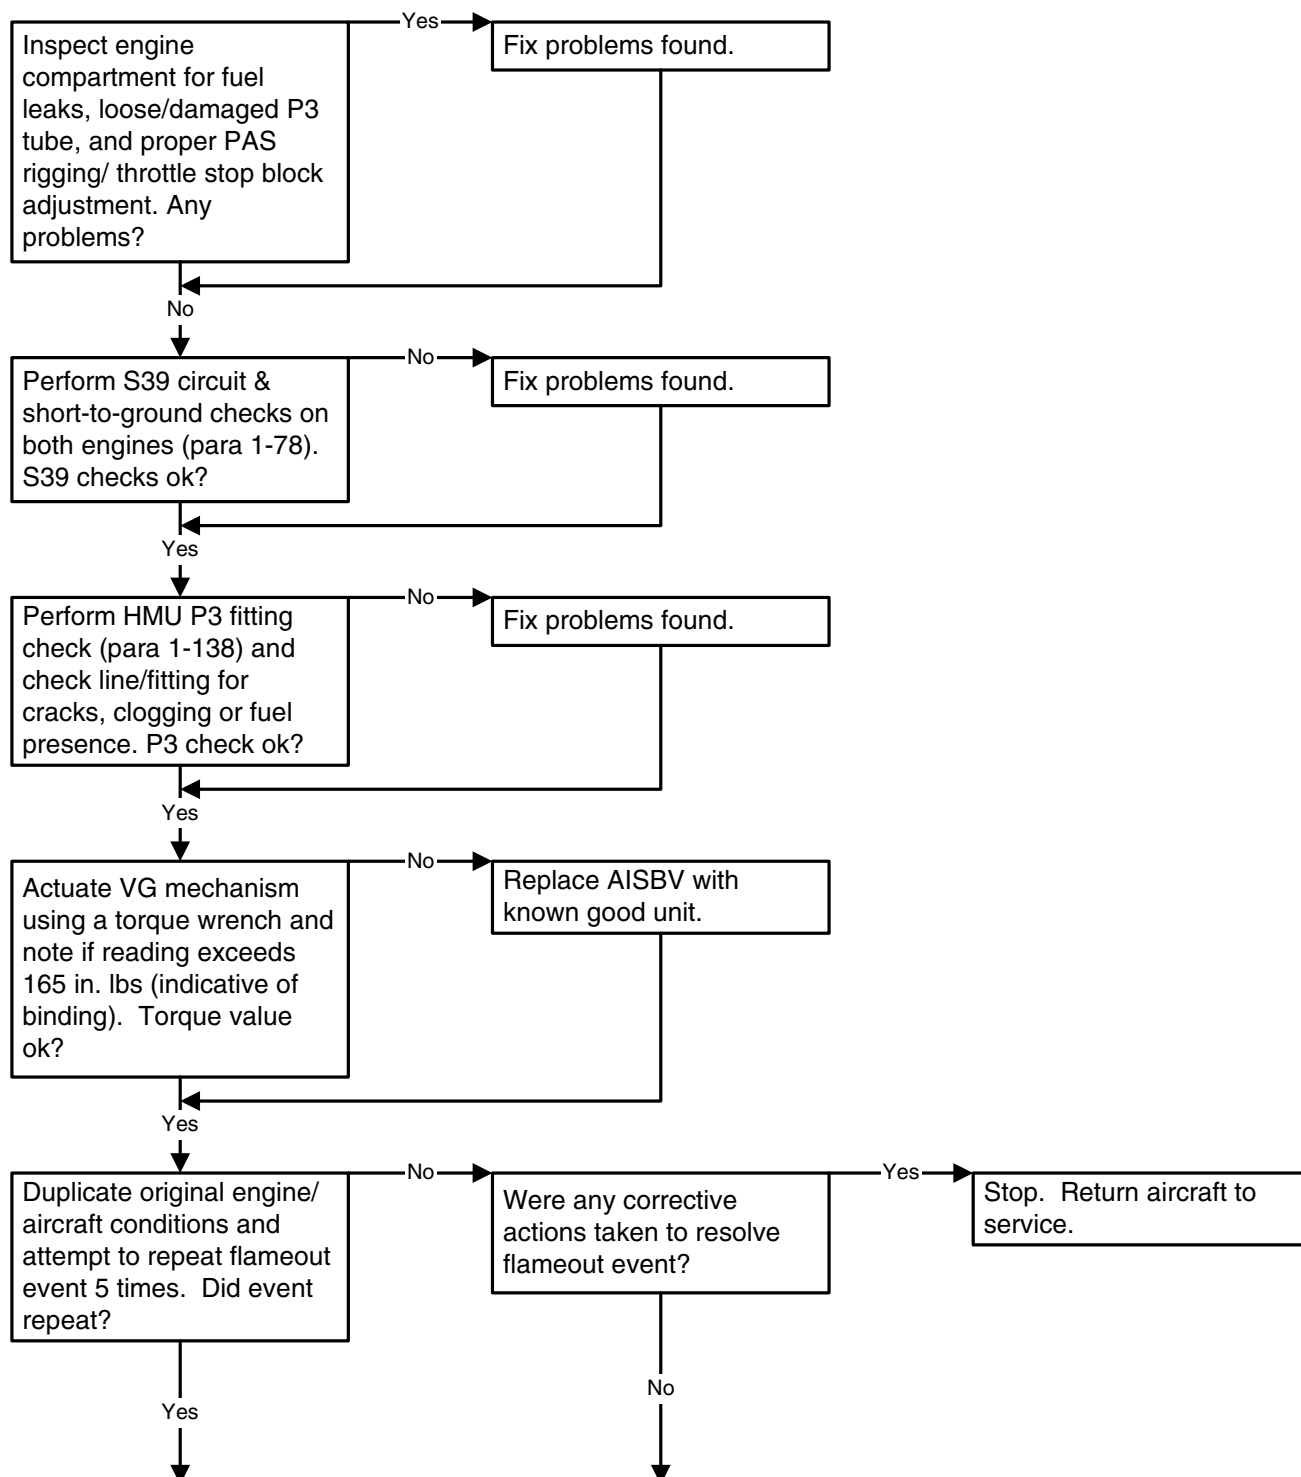 Yes
Inspect engine
compartment for fuel
leaks, loose/damaged P3
tube, and proper PAS
rigging/ throttle stop block
adjustment. Any
problems?
Fix problems found.
No
No
Perform S39 circuit &
short-to-ground checks on
both engines (para 1-78).
S39 checks ok?
Fix problems found.
Yes
No
Perform HMU P3 fitting
check (para 1-138) and
check line/fitting for
cracks, clogging or fuel
presence. P3 check ok?
Fix problems found.
Yes
No
Actuate VG mechanism
using a torque wrench and
note if reading exceeds
165 in. lbs (indicative of
binding).  Torque value
ok?
Replace AISBV with
known good unit.
Yes
No
Duplicate original engine/
aircraft conditions and
attempt to repeat flameout
event 5 times.  Did event
repeat?
Were any corrective
actions taken to resolve
flameout event?
Yes
Stop.  Return aircraft to
service.
No
Yes